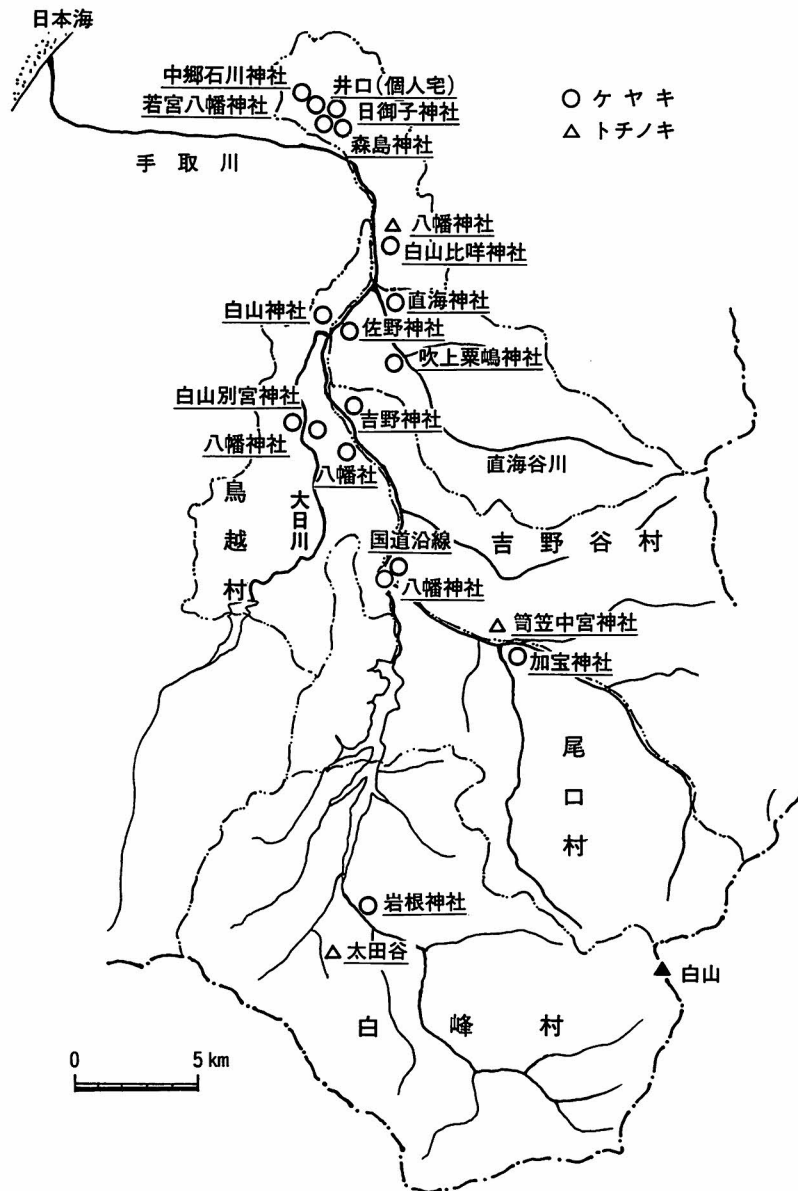 日本海
中郷石川神社
井口(個人宅)
若宮八幡神社
日御子神社
森島神社
○ ケヤキ
△ トチノキ
手取川
八幡神社
白山比咩神社
直海神社
白山神社
佐野神社
吹上粟嶋神社
白山別宮神社
吉野神社
八幡神社
八幡社
直海谷川
鳥越村
大日川
国道沿線
吉野谷村
八幡神社
笥笠中宮神社
加宝神社
尾口村
岩根神社
太田谷
白山
白峰村
0 5km